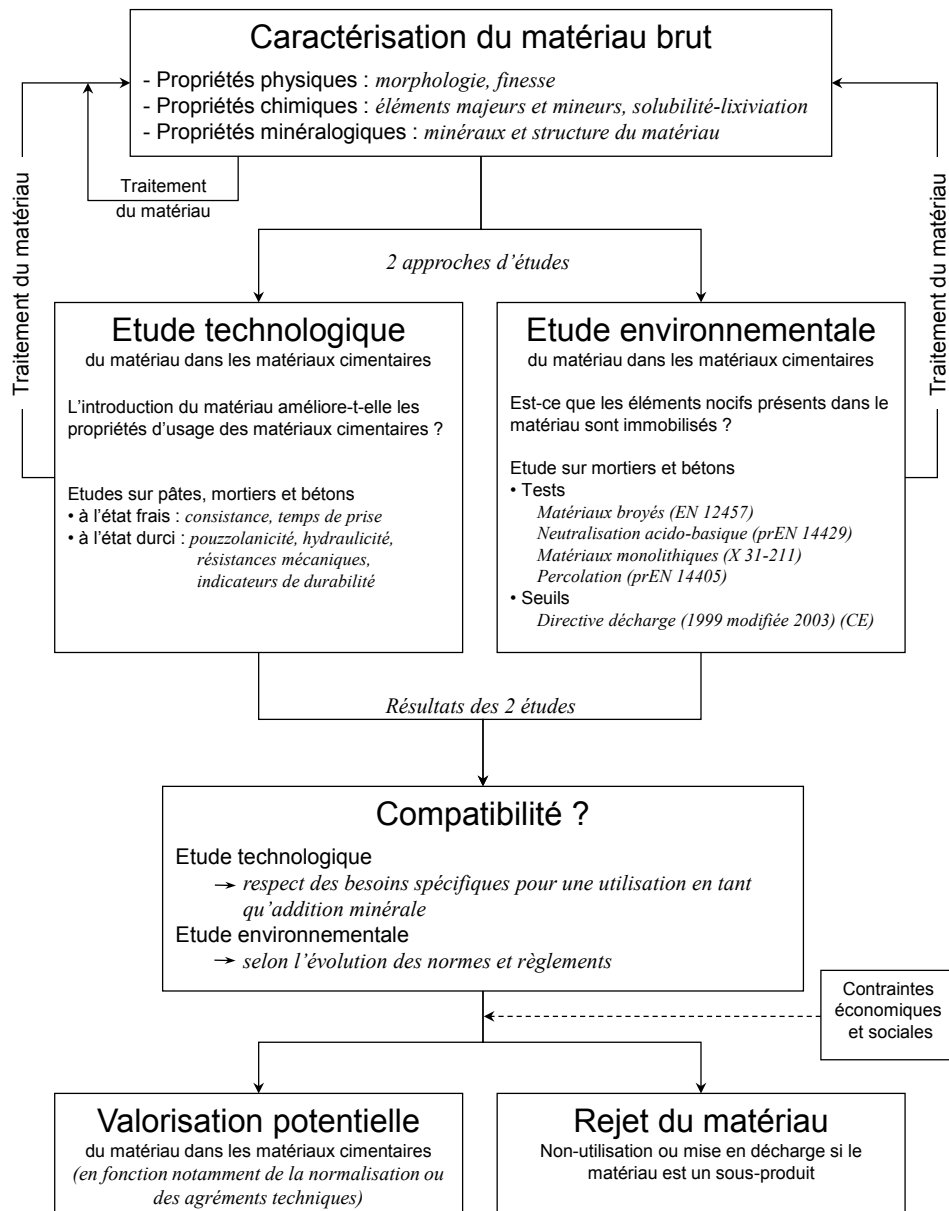 Caractérisation du matériau brut
- Propriétés physiques : morphologie, finesse
- Propriétés chimiques : éléments majeurs et mineurs, solubilité-lixiviation
- Propriétés minéralogiques : minéraux et structure du matériau
Traitement
du matériau
Traitement du matériau
Traitement du matériau
2 approches d’études
Etude technologique
du matériau dans les matériaux cimentaires
L’introduction du matériau améliore-t-elle les
propriétés d’usage des matériaux cimentaires ?
Etudes sur pâtes, mortiers et bétons
• à l’état frais : consistance, temps de prise
• à l’état durci : pouzzolanicité, hydraulicité,
résistances mécaniques,
indicateurs de durabilité
Etude environnementale
du matériau dans les matériaux cimentaires
Est-ce que les éléments nocifs présents dans le
matériau sont immobilisés ?
Etude sur mortiers et bétons
• Tests
Matériaux broyés (EN 12457)
Neutralisation acido-basique (prEN 14429)
Matériaux monolithiques (X 31-211)
Percolation (prEN 14405)
• Seuils
Directive décharge (1999 modifiée 2003) (CE)
Résultats des 2 études
Compatibilité ?
Etude technologique
→ respect des besoins spécifiques pour une utilisation en tant
qu’addition minérale
Etude environnementale
→ selon l’évolution des normes et règlements
Contraintes
économiques
et sociales
Valorisation potentielle
du matériau dans les matériaux cimentaires
(en fonction notamment de la normalisation ou
des agréments techniques)
Rejet du matériau
Non-utilisation ou mise en décharge si le
matériau est un sous-produit